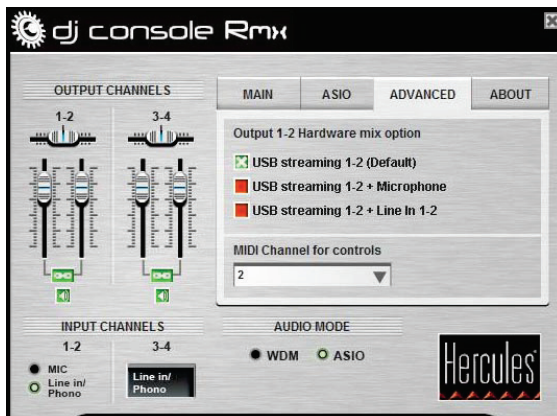 dj console Rmx
OUTPUT CHANNELS
1-2
3-4
MAIN
ASIO
ADVANCED
ABOUT
Output 1-2 Hardware mix option
USB streaming 1-2 (Default)
USB streaming 1-2 + Microphone
USB streaming 1-2 + Line In 1-2
MIDI Channel for controls
2
INPUT CHANNELS
1-2
3-4
MIC
Line in/
Phono
Line in/
Phono
AUDIO MODE
WDM
ASIO
Hercules